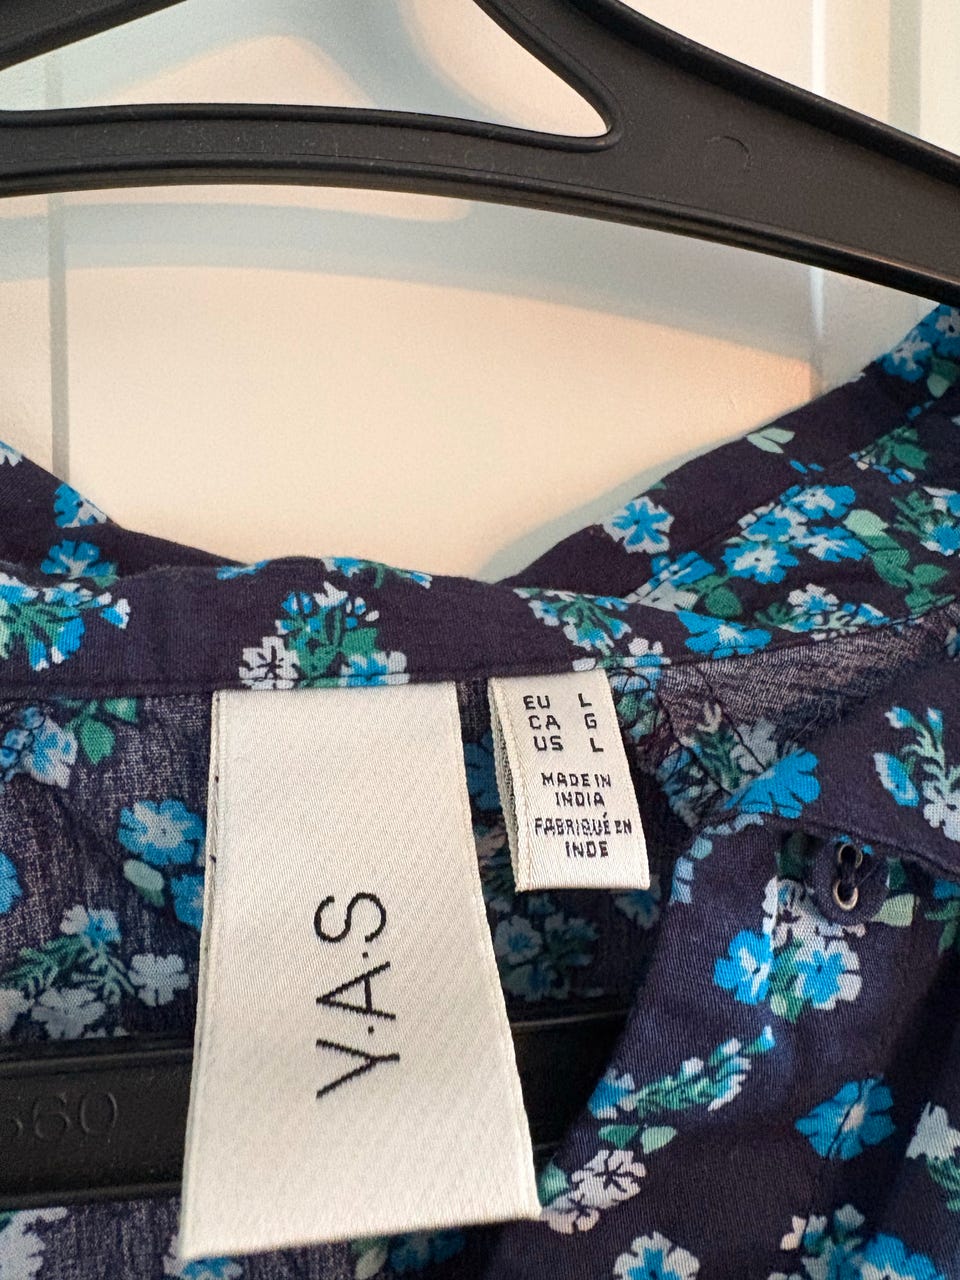 Y.A.S
EU L
CA G
US L
MADE IN
INDIA
FABRIQUÉ EN
INDE